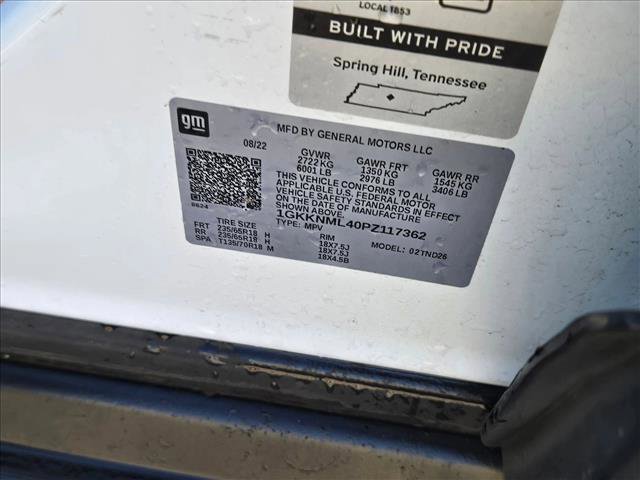 LOCAL 1853
BUILT WITH PRIDE
Spring Hill, Tennessee
gm
MFD BY GENERAL MOTORS LLC
08/22
GVWR GAWR FRT GAWR RR
2722 KG 1350 KG 1545 KG
6001 LB 2976 LB 3406 LB
THIS VEHICLE CONFORMS TO ALL
APPLICABLE U.S. FEDERAL MOTOR
VEHICLE SAFETY STANDARDS IN EFFECT
ON THE DATE OF MANUFACTURE
SHOWN ABOVE.
1GKKNML40PZ117362
TYPE: MPV
MODEL: 02TND26
TIRE SIZE RIM
FRT 235/65R18 H 18X7.5J
RR 235/65R18 H 18X7.5J
SPA T135/70R18 M 18X4.5B